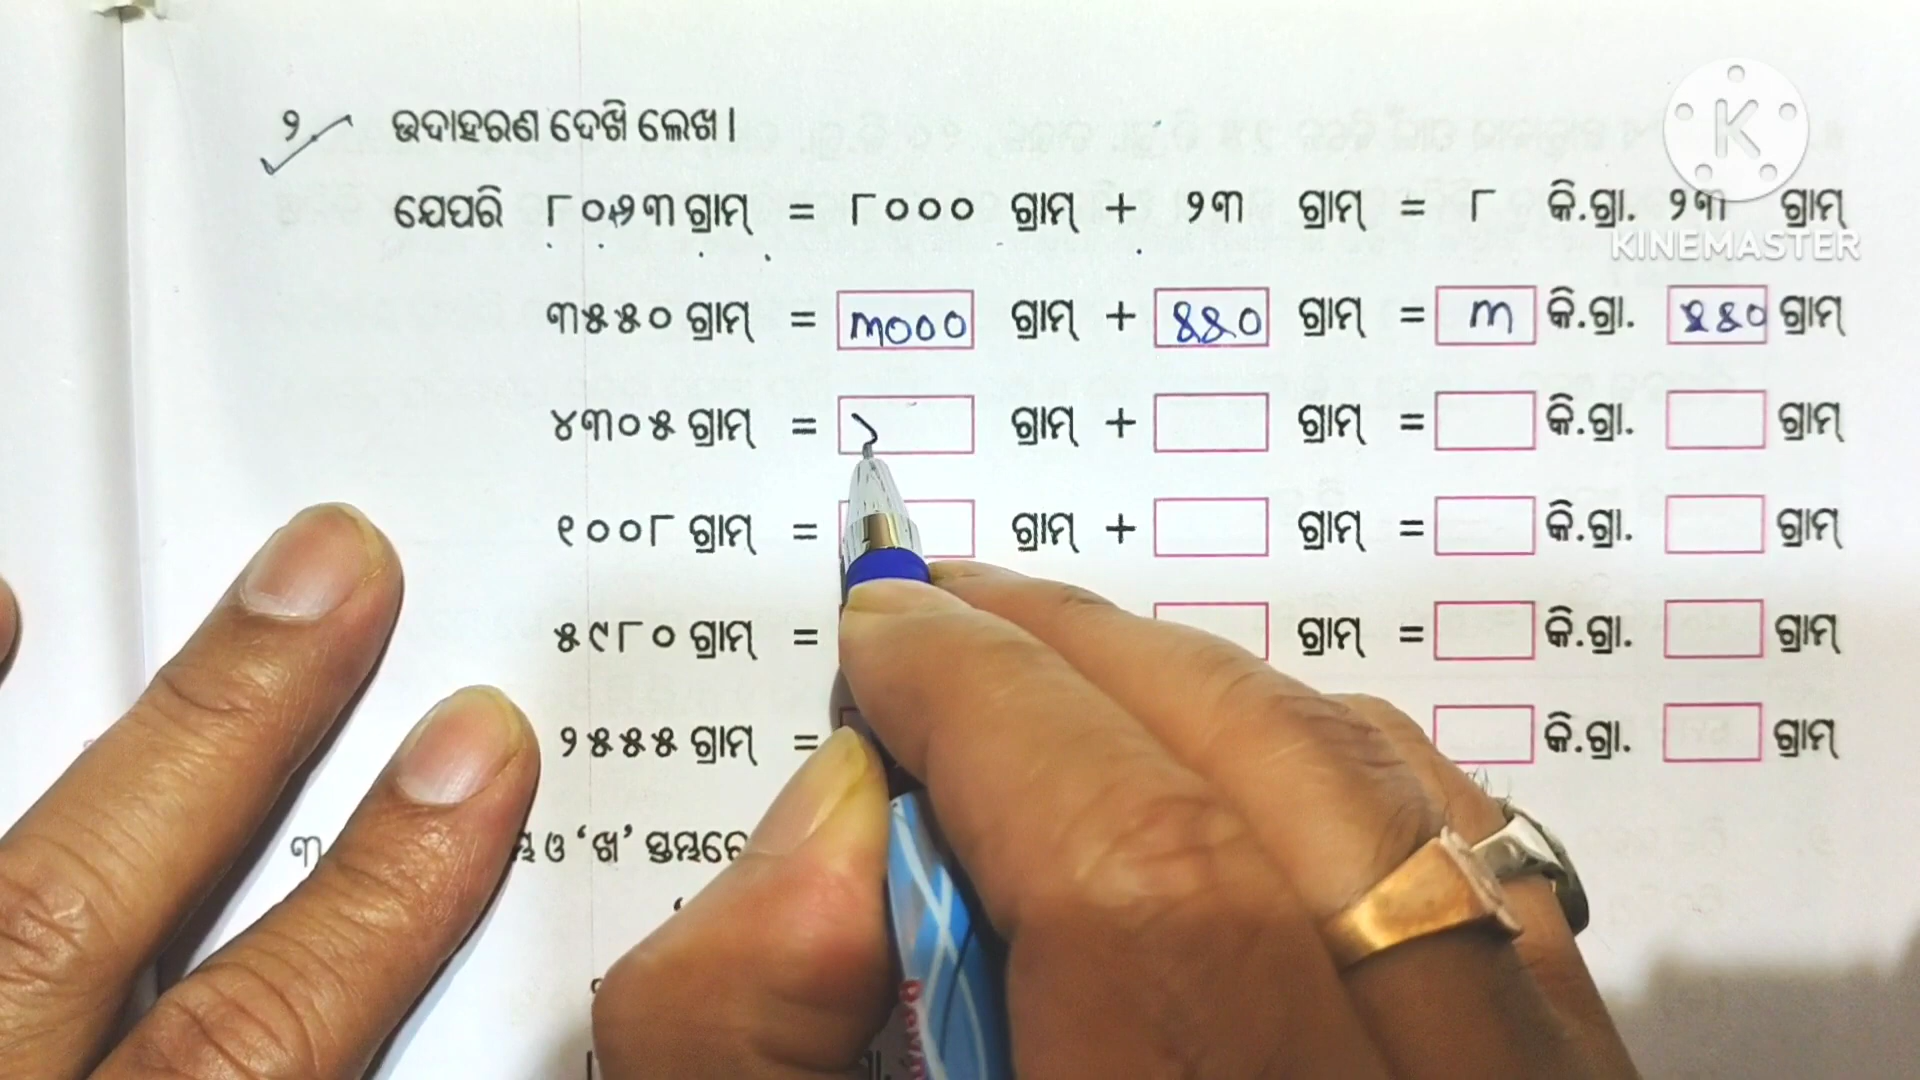 ୨. ଉଦାହରଣ ଦେଖି ଲେଖ।
ଯେପରି ୮୦୨୩ ଗ୍ରାମ୍ = ୮୦୦୦ ଗ୍ରାମ୍ + ୨୩ ଗ୍ରାମ୍ = ୮ କି.ଗ୍ରା. ୨୩ ଗ୍ରାମ୍
KINEMASTER
୩୫୫୦ ଗ୍ରାମ୍ = ୩୦୦୦ ଗ୍ରାମ୍ + ୫୫୦ ଗ୍ରାମ୍ = ୩ କି.ଗ୍ରା. ୫୫୦ ଗ୍ରାମ୍
୪୩୦୫ ଗ୍ରାମ୍ = ଗ୍ରାମ୍ + ଗ୍ରାମ୍ = କି.ଗ୍ରା. ଗ୍ରାମ୍
୧୦୦୮ ଗ୍ରାମ୍ = ଗ୍ରାମ୍ + ଗ୍ରାମ୍ = କି.ଗ୍ରା. ଗ୍ରାମ୍
୫୯୮୦ ଗ୍ରାମ୍ = ଗ୍ରାମ୍ = କି.ଗ୍ରା. ଗ୍ରାମ୍
୨୫୫୫ ଗ୍ରାମ୍ = କି.ଗ୍ରା. ଗ୍ରାମ୍
୩ ଓ ‘ଖ’